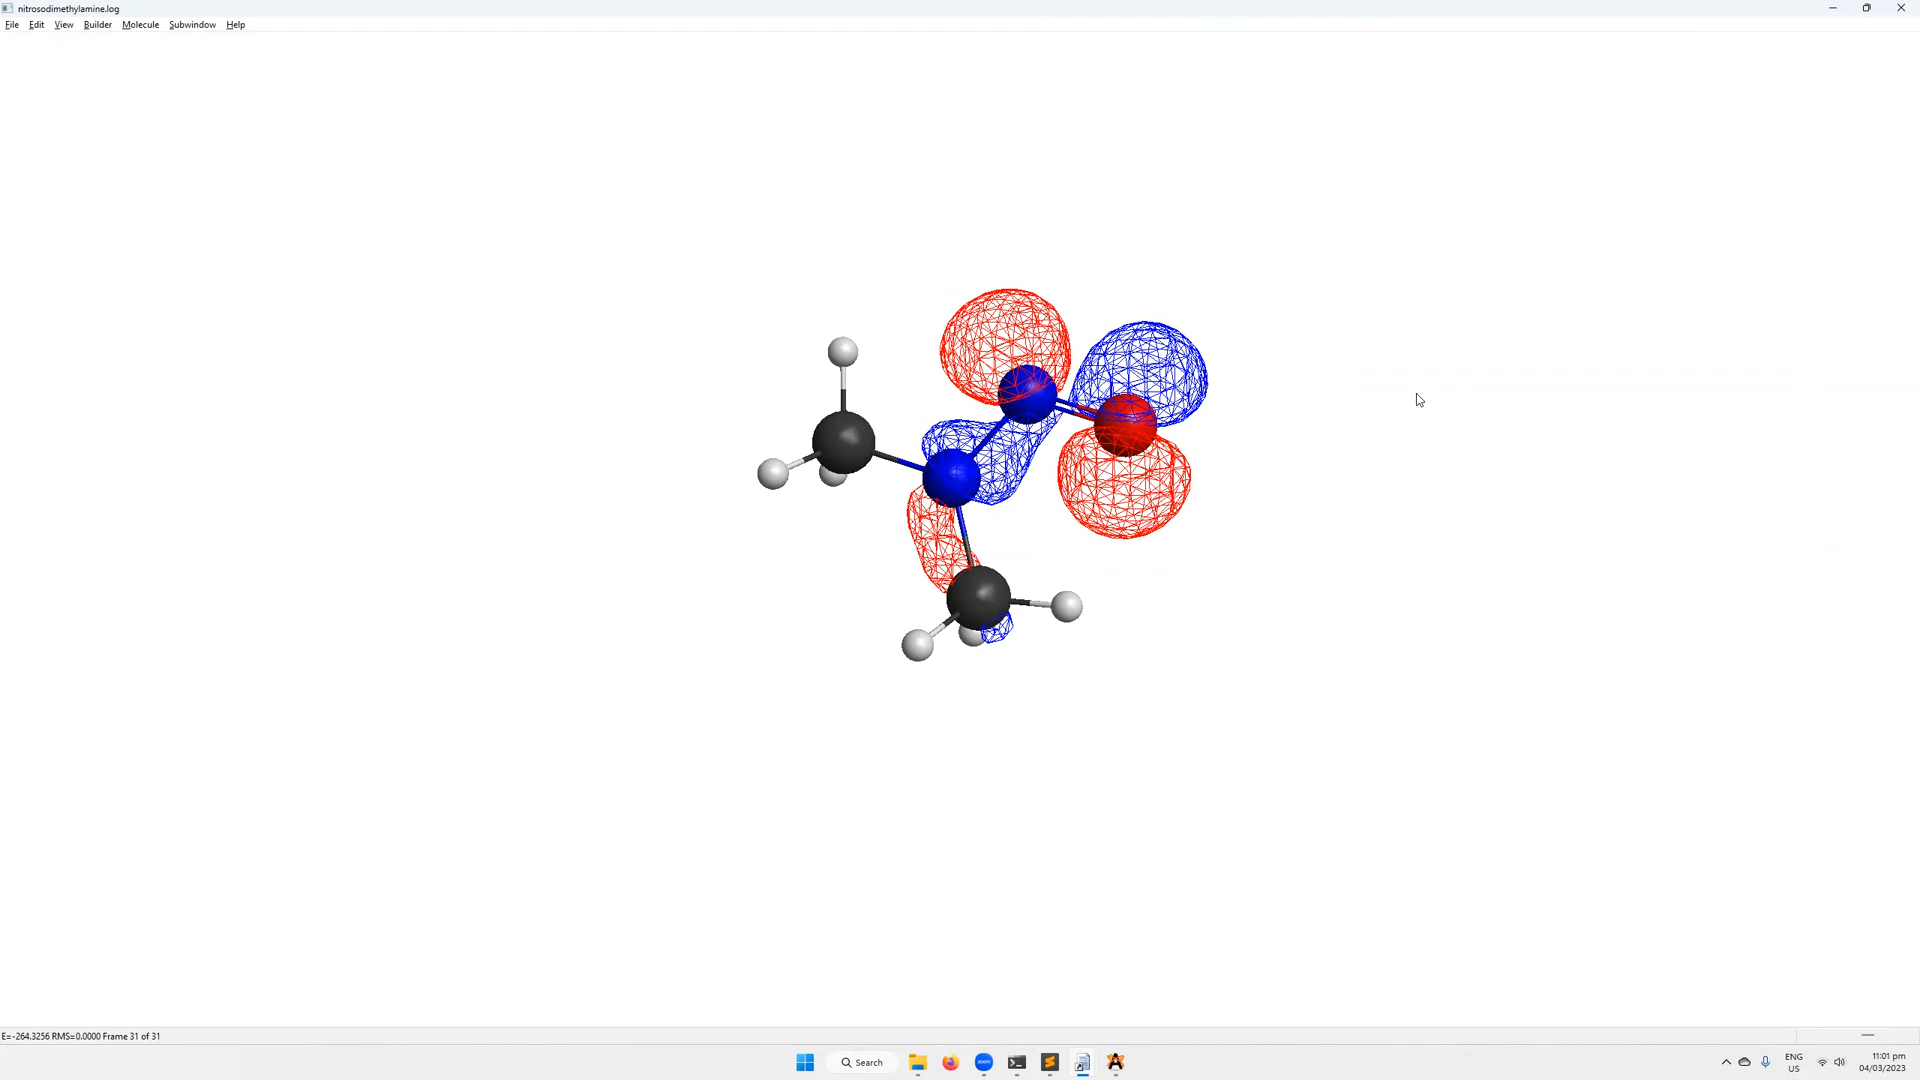 nitrosodimethylamine.log
File Edit View Builder Molecule Subwindow Help
E=-264.3256 RMS=0.0000 Frame 31 of 31
Search
zoom
ENG
US
11:01 pm
04/03/2023